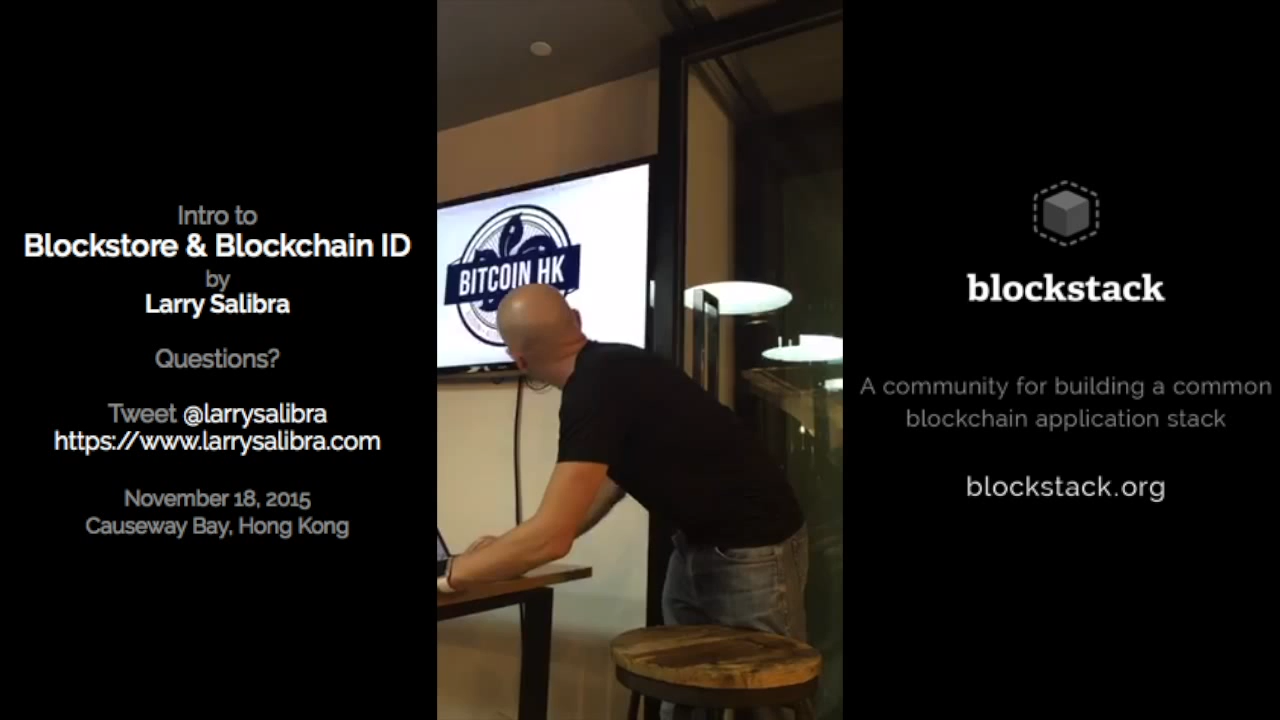 Intro to
Blockstore & Blockchain ID
by
Larry Salibra
Questions?
Tweet @larrysalibra
https://www.larrysalibra.com
November 18, 2015
Causeway Bay, Hong Kong
BITCOIN HK
blockstack
A community for building a common
blockchain application stack
blockstack.org